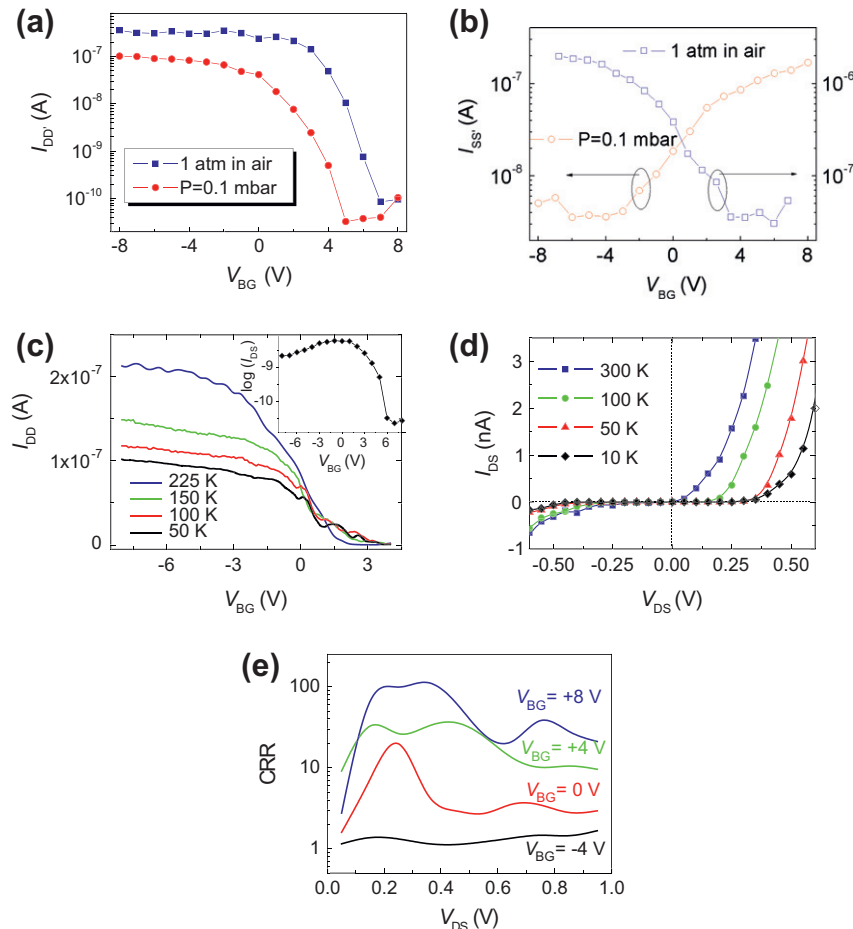 (a)
10⁻⁷
10⁻⁸
10⁻⁹
10⁻¹⁰
I_DD' (A)
1 atm in air
P=0.1 mbar
-8 -4 0 4 8
V_BG (V)
(b)
10⁻⁷
10⁻⁸
I_SS' (A)
1 atm in air
P=0.1 mbar
10⁻⁶
10⁻⁷
-8 -4 0 4 8
V_BG (V)
(c)
2x10⁻⁷
1x10⁻⁷
0
I_DD (A)
225 K
150 K
100 K
50 K
-6 -3 0 3
V_BG (V)
log (I_DS)
-9
-10
-6 -3 0 3 6
V_BG (V)
(d)
3
2
1
0
-1
I_DS (nA)
300 K
100 K
50 K
10 K
-0.50 -0.25 0.00 0.25 0.50
V_DS (V)
(e)
100
10
1
CRR
V_BG= +8 V
V_BG= +4 V
V_BG= 0 V
V_BG= -4 V
0.0 0.2 0.4 0.6 0.8 1.0
V_DS (V)